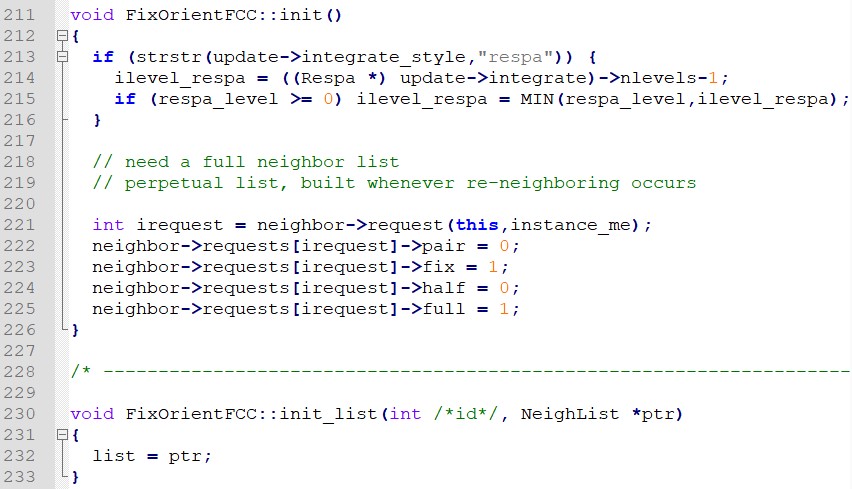 211 void FixOrientFCC::init()
212 {
213   if (strstr(update->integrate_style,"respa")) {
214     ilevel_respa = ((Respa *) update->integrate)->nlevels-1;
215     if (respa_level >= 0) ilevel_respa = MIN(respa_level,ilevel_respa);
216   }
217
218   // need a full neighbor list
219   // perpetual list, built whenever re-neighboring occurs
220
221   int irequest = neighbor->request(this,instance_me);
222   neighbor->requests[irequest]->pair = 0;
223   neighbor->requests[irequest]->fix = 1;
224   neighbor->requests[irequest]->half = 0;
225   neighbor->requests[irequest]->full = 1;
226 }
227
228 /* ----------------------------------------------------------------------
229
230 void FixOrientFCC::init_list(int /*id*/, NeighList *ptr)
231 {
232   list = ptr;
233 }